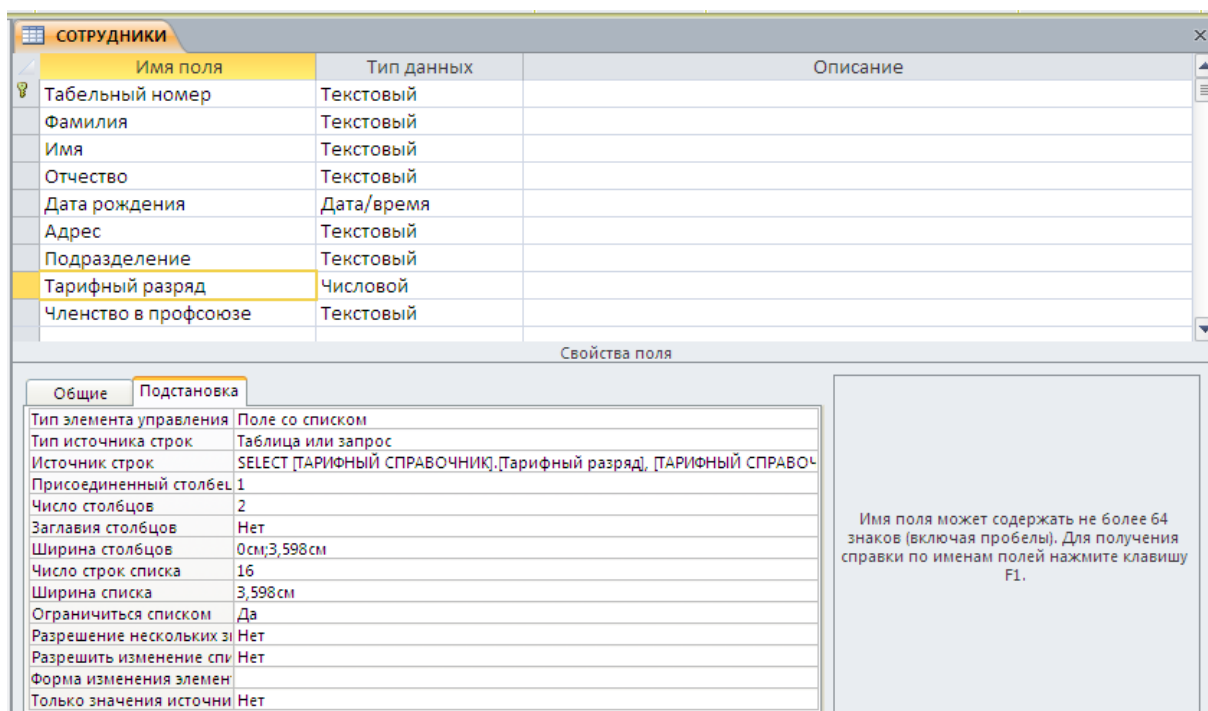 СОТРУДНИКИ
Имя поля Тип данных Описание
Табельный номер Текстовый
Фамилия Текстовый
Имя Текстовый
Отчество Текстовый
Дата рождения Дата/время
Адрес Текстовый
Подразделение Текстовый
Тарифный разряд Числовой
Членство в профсоюзе Текстовый
Свойства поля
Общие Подстановка
Тип элемента управления Поле со списком
Тип источника строк Таблица или запрос
Источник строк SELECT [ТАРИФНЫЙ СПРАВОЧНИК].[Тарифный разряд], [ТАРИФНЫЙ СПРАВОЧ
Присоединенный столбец 1
Число столбцов 2
Заглавия столбцов Нет
Ширина столбцов 0см;3,598см
Число строк списка 16
Ширина списка 3,598см
Ограничиться списком Да
Разрешение нескольких з Нет
Разрешить изменение спи Нет
Форма изменения элемен
Только значения источни Нет
Имя поля может содержать не более 64
знаков (включая пробелы). Для получения
справки по именам полей нажмите клавишу
F1.